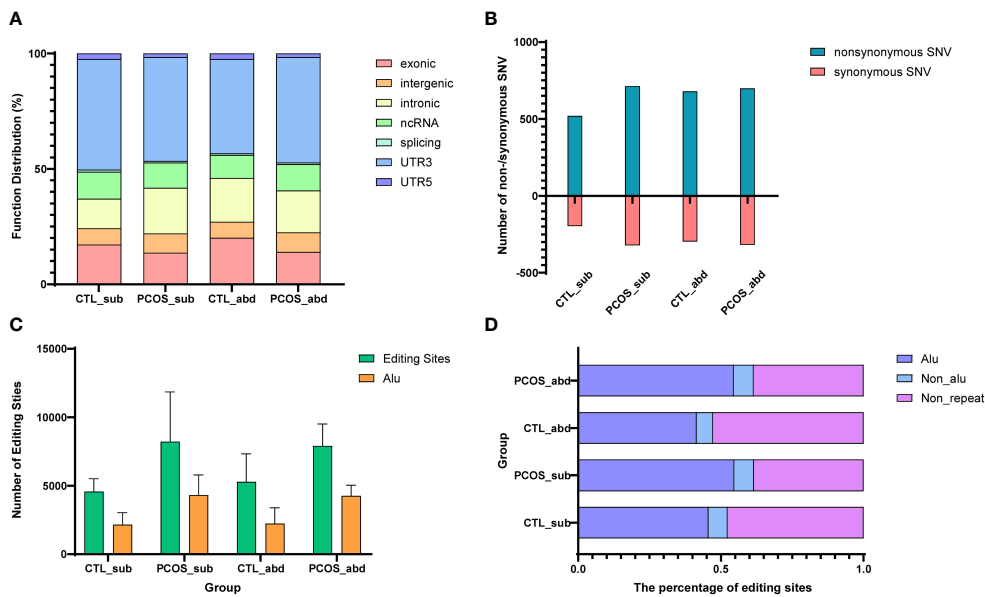 A
Function Distribution (%)
100
50
0
CTL_sub
PCOS_sub
CTL_abd
PCOS_abd
exonic
intergenic
intronic
ncRNA
splicing
UTR3
UTR5
B
Number of non-/synonymous SNV
1000
500
0
-500
CTL_sub
PCOS_sub
CTL_abd
PCOS_abd
nonsynonymous SNV
synonymous SNV
C
Number of Editing Sties
15000
10000
5000
0
CTL_sub
PCOS_sub
CTL_abd
PCOS_abd
Group
Editing Sites
Alu
D
Group
PCOS_abd
CTL_abd
PCOS_sub
CTL_sub
0.0
0.5
1.0
The percentage of editing sites
Alu
Non_alu
Non_repeat